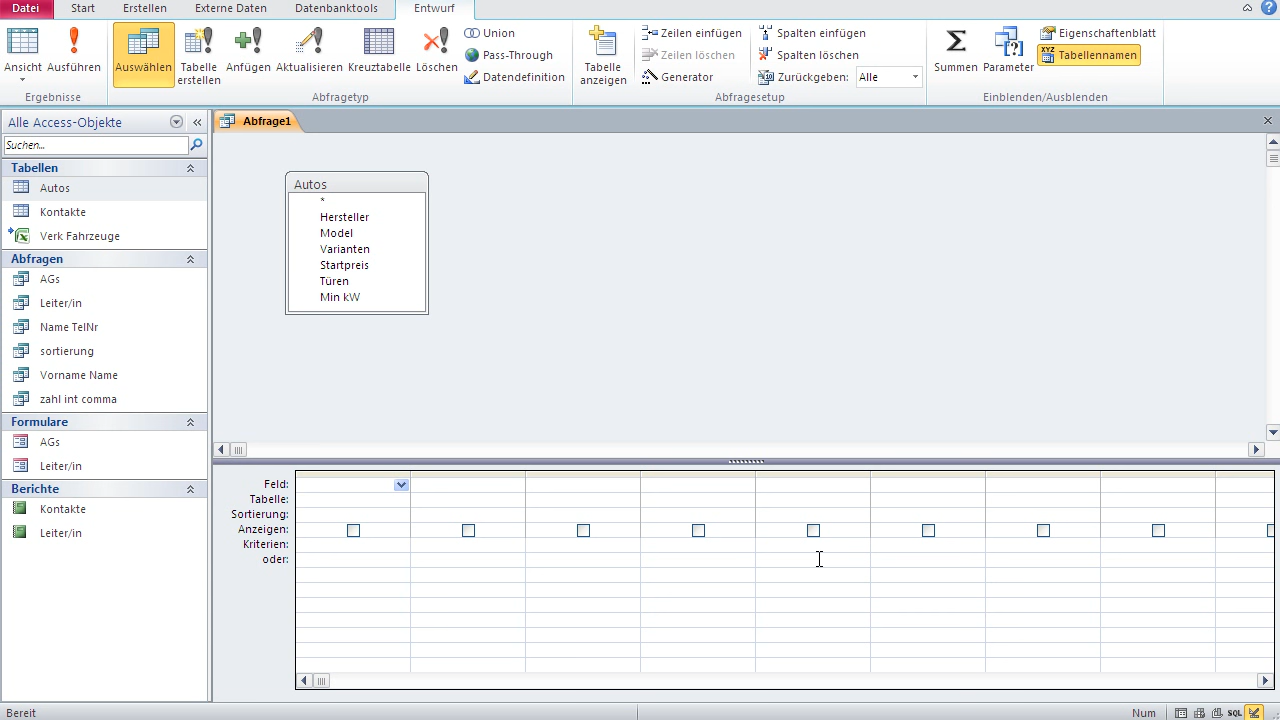 Datei Start Erstellen Externe Daten Datenbanktools Entwurf
Ansicht Ausführen Auswählen Tabelle erstellen Anfügen Aktualisieren Kreuztabelle Löschen
Union
Pass-Through
Datendefinition
Tabelle anzeigen
Zeilen einfügen
Zeilen löschen
Generator
Spalten einfügen
Spalten löschen
Zurückgeben: Alle
Summen Parameter
Eigenschaftenblatt
XYZ Tabellennamen
Ergebnisse Abfragetyp Abfragesetup Einblenden/Ausblenden
Alle Access-Objekte
Suchen...
Tabellen
Autos
Kontakte
Verk Fahrzeuge
Abfragen
AGs
Leiter/in
Name TelNr
sortierung
Vorname Name
zahl int comma
Formulare
AGs
Leiter/in
Berichte
Kontakte
Leiter/in
Abfrage1
Autos
*
Hersteller
Model
Varianten
Startpreis
Türen
Min kW
Feld:
Tabelle:
Sortierung:
Anzeigen:
Kriterien:
oder:
Bereit Num SQL